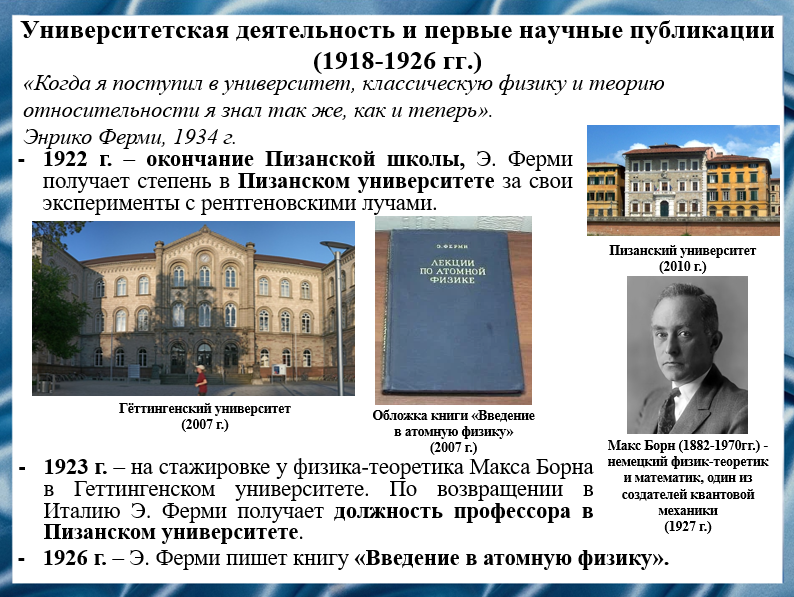 Университетская деятельность и первые научные публикации
(1918-1926 гг.)
«Когда я поступил в университет, классическую физику и теорию
относительности я знал так же, как и теперь».
Энрико Ферми, 1934 г.
- 1922 г. – окончание Пизанской школы, Э. Ферми
получает степень в Пизанском университете за свои
эксперименты с рентгеновскими лучами.
Пизанский университет
(2010 г.)
Э.ФЕРМИ
ЛЕКЦИИ
ПО АТОМНОЙ
ФИЗИКЕ
Гёттингенский университет
(2007 г.)
Обложка книги «Введение
в атомную физику»
(2007 г.)
Макс Борн (1882-1970гг.) -
немецкий физик-теоретик
и математик, один из
создателей квантовой
механики
(1927 г.)
- 1923 г. – на стажировке у физика-теоретика Макса Борна
в Геттингенском университете. По возвращении в
Италию Э. Ферми получает должность профессора в
Пизанском университете.
- 1926 г. – Э. Ферми пишет книгу «Введение в атомную физику».